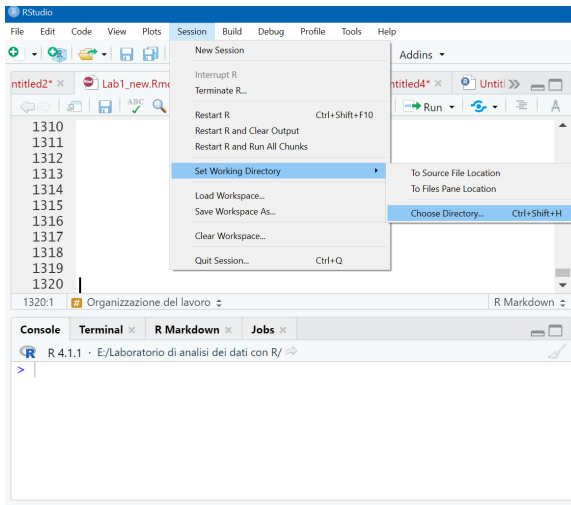 RStudio
File Edit Code View Plots Session Build Debug Profile Tools Help
Addins
ntitled2* × Lab1_new.Rmd ntitled4* × Untitl
ABC Run
New Session
Interrupt R
Terminate R...
Restart R Ctrl+Shift+F10
Restart R and Clear Output
Restart R and Run All Chunks
Set Working Directory
To Source File Location
To Files Pane Location
Choose Directory... Ctrl+Shift+H
Load Workspace...
Save Workspace As...
Clear Workspace...
Quit Session... Ctrl+Q
1310
1311
1312
1313
1314
1315
1316
1317
1318
1319
1320
1320:1 # Organizzazione del lavoro R Markdown
Console Terminal × R Markdown × Jobs ×
R R 4.1.1 · E:/Laboratorio di analisi dei dati con R/
>